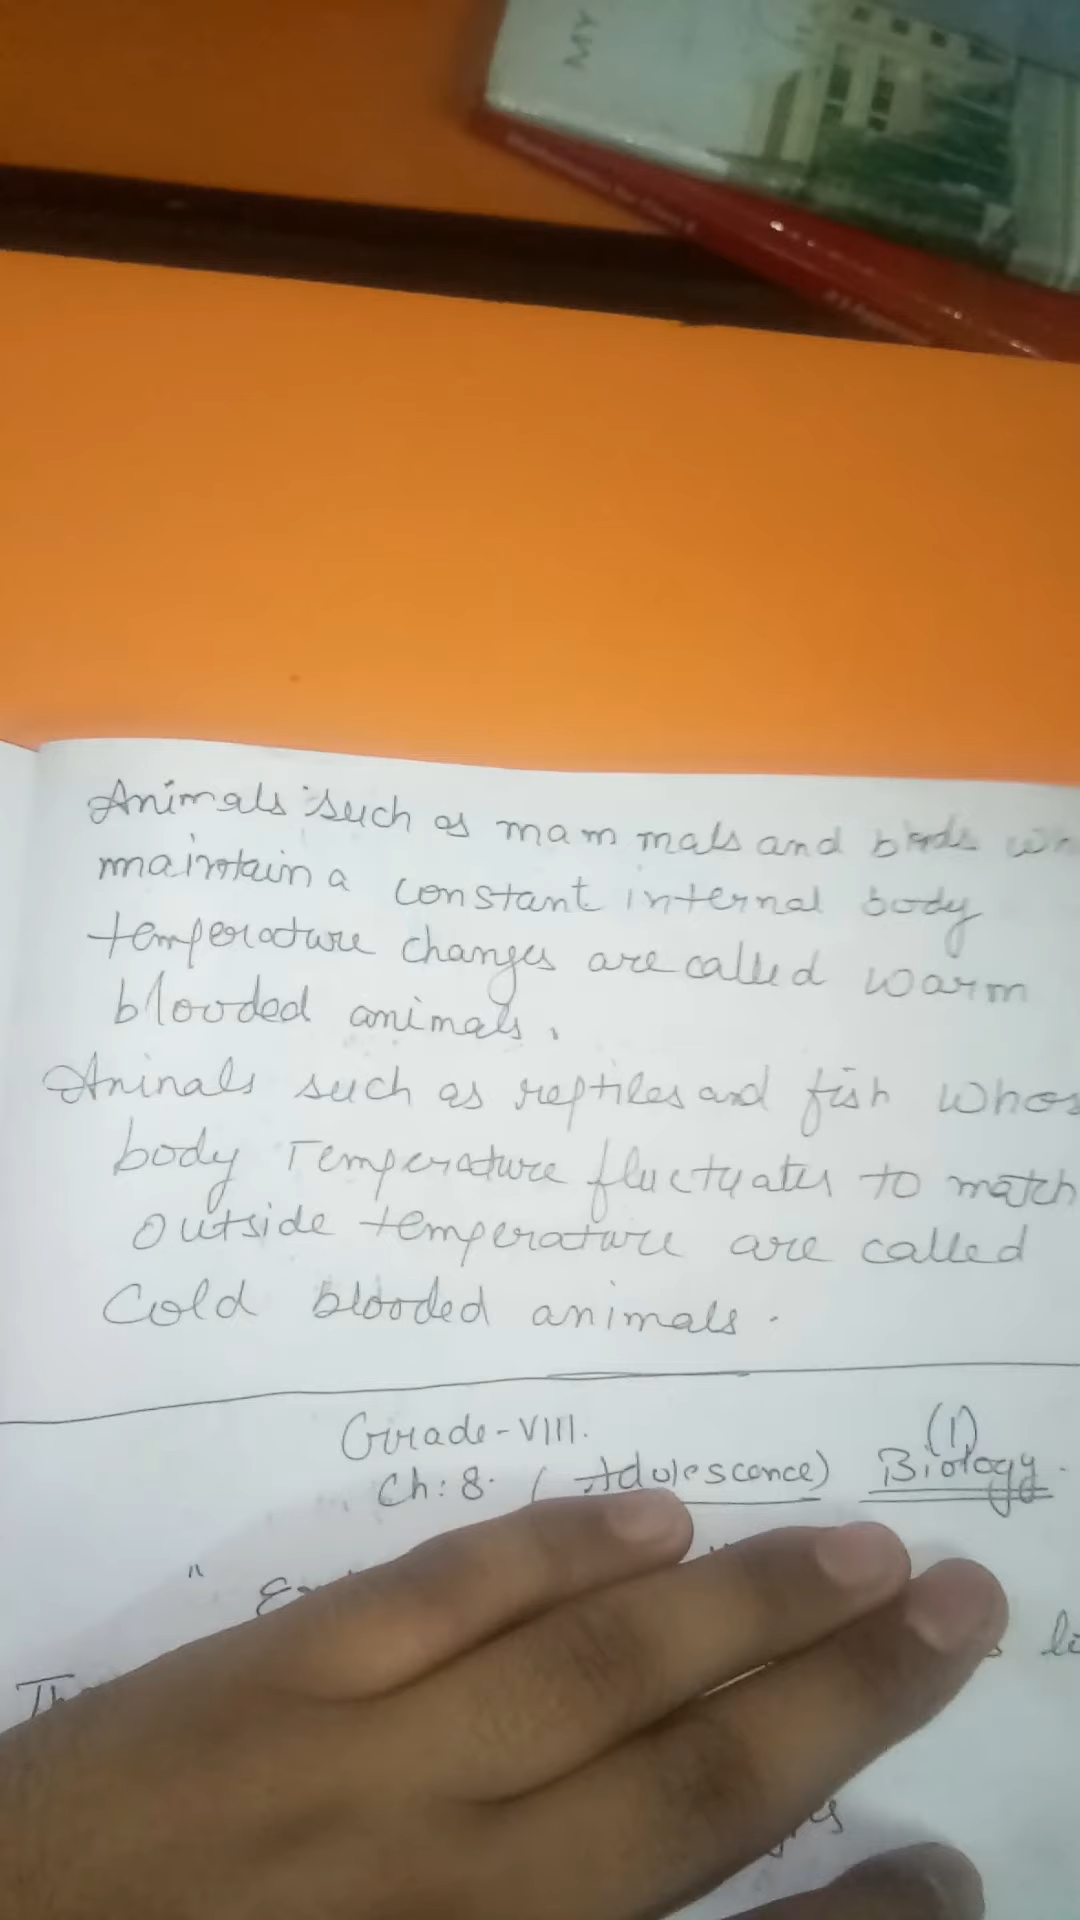 MY
Animals such as mammals and birds
maintain a constant internal body
temperature changes are called warm
blooded animals.
Aninals such as reptiles and fish whos
body Temperature fluctuates to match
outside temperature are called
Cold blooded animals.
Grade-VIII. (1)
Ch: 8. (Adolescence) Biology.